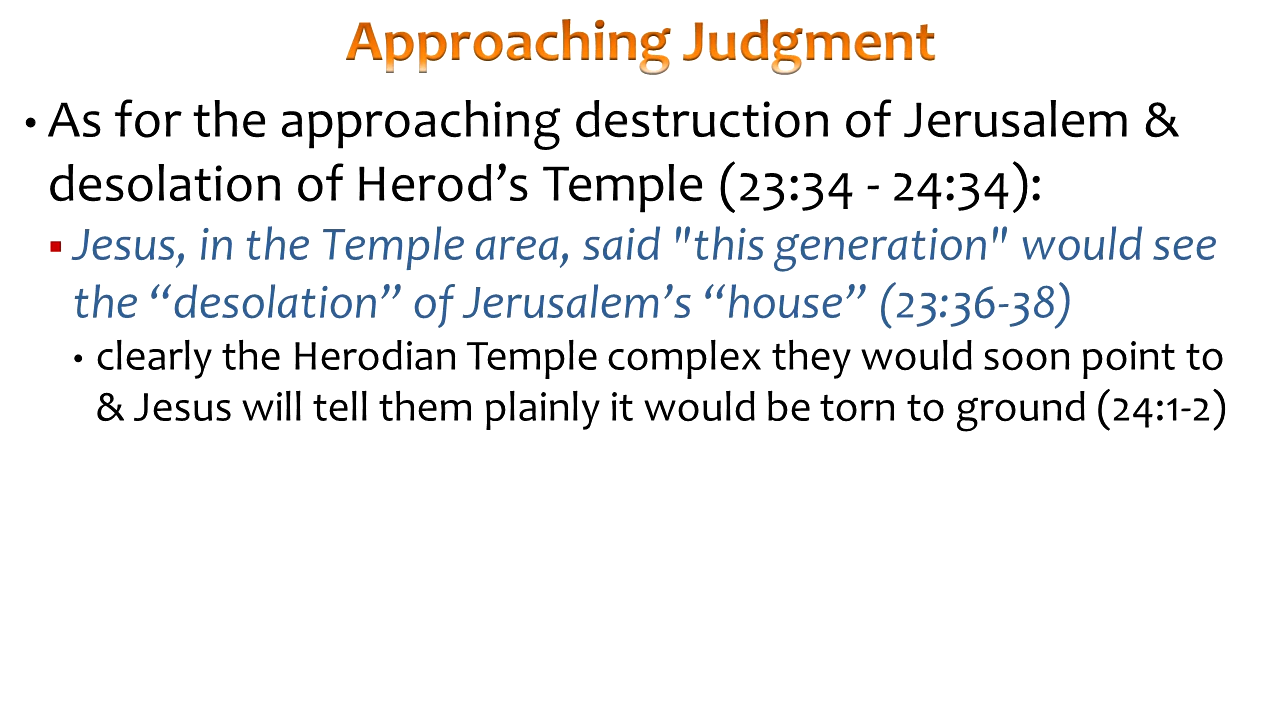 Approaching Judgment
• As for the approaching destruction of Jerusalem &
desolation of Herod’s Temple (23:34 - 24:34):
▪ Jesus, in the Temple area, said "this generation" would see
the “desolation” of Jerusalem’s “house” (23:36-38)
• clearly the Herodian Temple complex they would soon point to
& Jesus will tell them plainly it would be torn to ground (24:1-2)